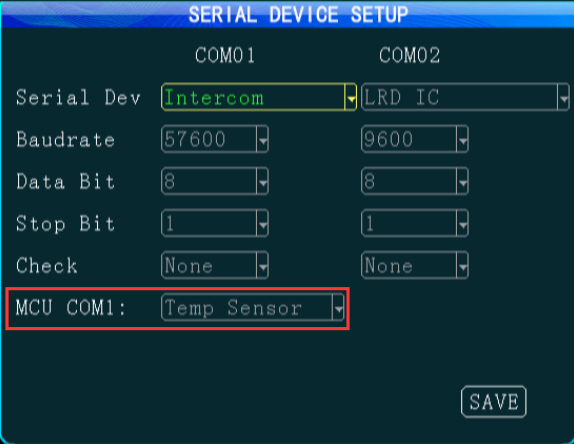 SERIAL DEVICE SETUP
COM01 COM02
Serial Dev Intercom LRD IC
Baudrate 57600 9600
Data Bit 8 8
Stop Bit 1 1
Check None None
MCU COM1: Temp Sensor
SAVE